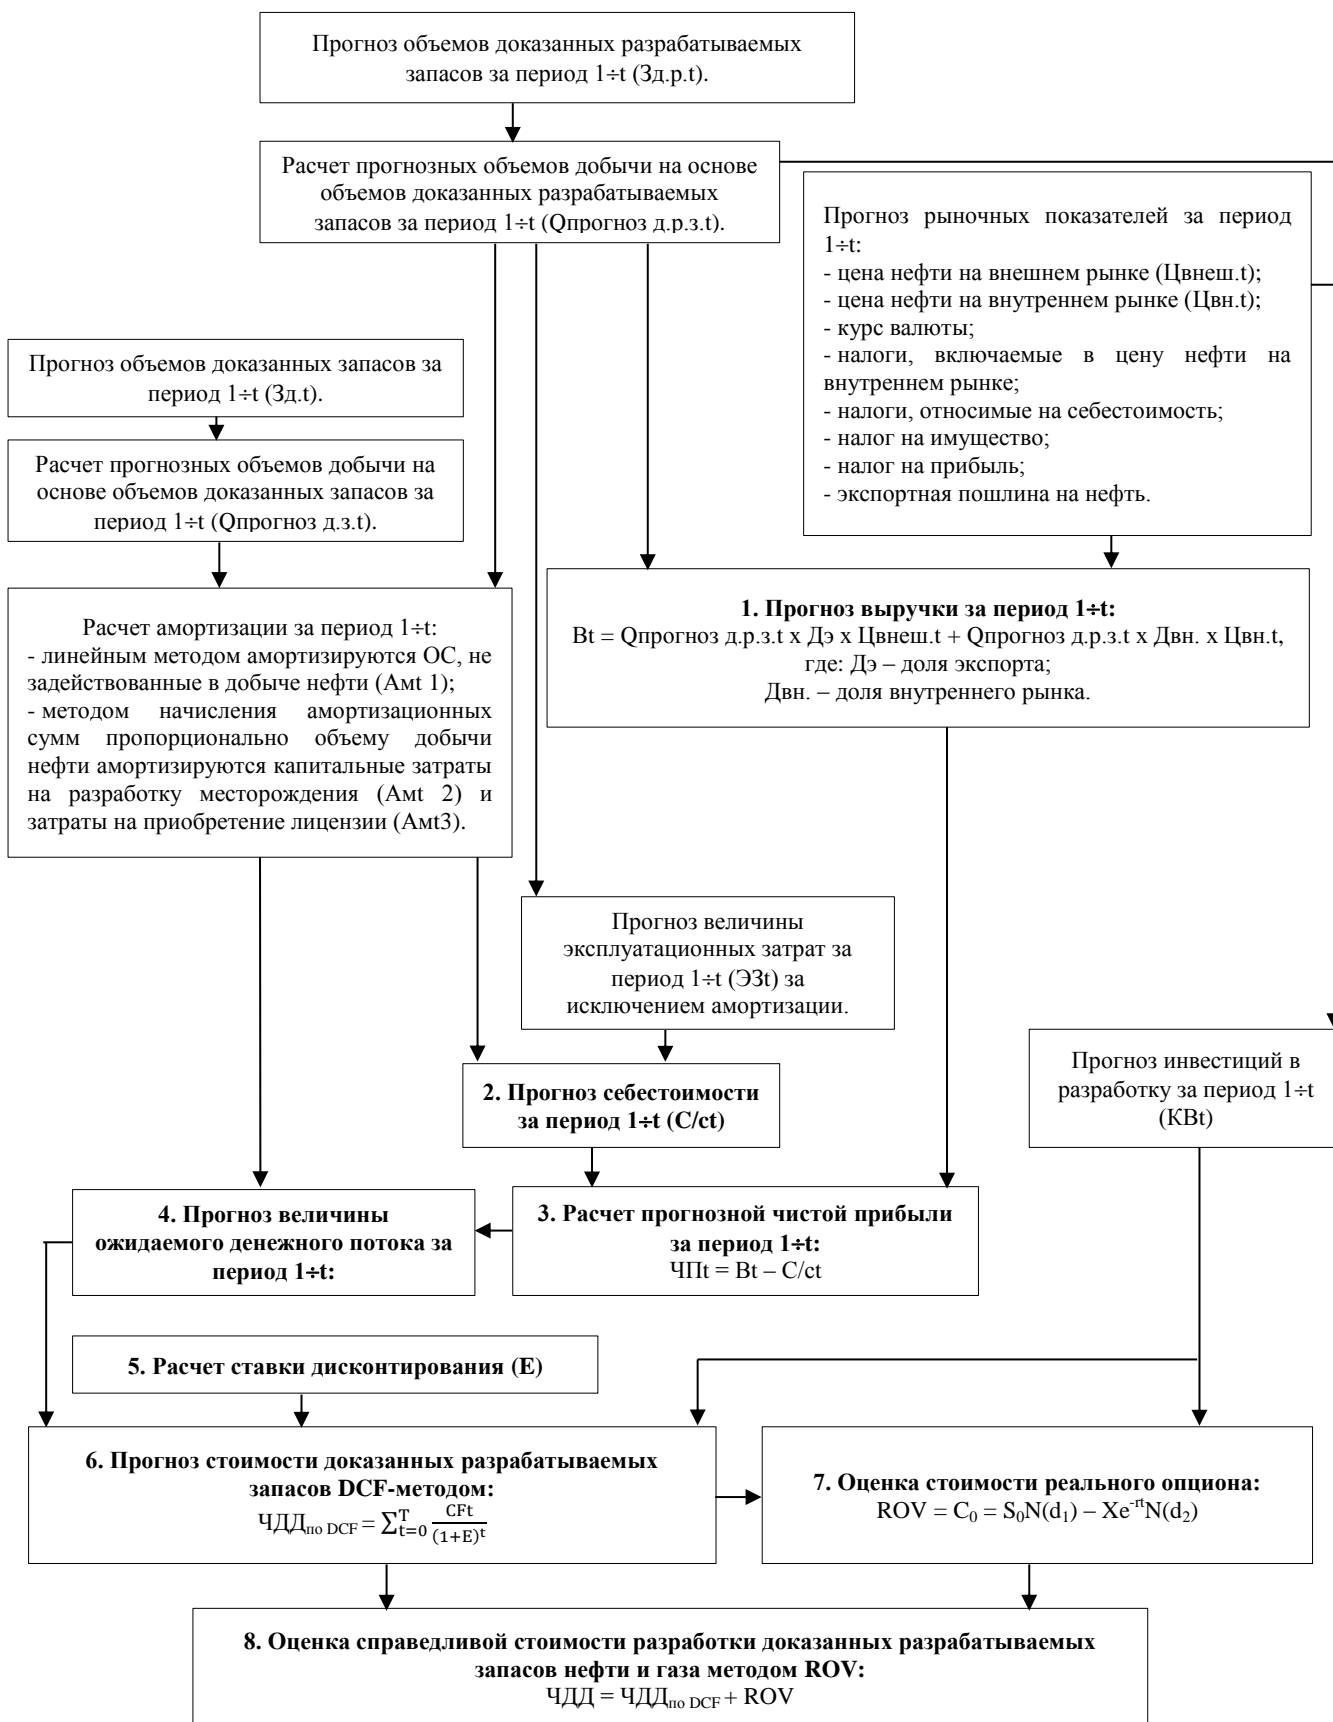 Прогноз объемов доказанных разрабатываемых
запасов за период 1÷t (Зд.р.t).
Расчет прогнозных объемов добычи на основе
объемов доказанных разрабатываемых
запасов за период 1÷t (Qпрогноз д.р.з.t).
Прогноз рыночных показателей за период
1÷t:
- цена нефти на внешнем рынке (Цвнеш.t);
- цена нефти на внутреннем рынке (Цвн.t);
- курс валюты;
- налоги, включаемые в цену нефти на
внутреннем рынке;
- налоги, относимые на себестоимость;
- налог на имущество;
- налог на прибыль;
- экспортная пошлина на нефть.
Прогноз объемов доказанных запасов за
период 1÷t (Зд.t).
Расчет прогнозных объемов добычи на
основе объемов доказанных запасов за
период 1÷t (Qпрогноз д.з.t).
Расчет амортизации за период 1÷t:
- линейным методом амортизируются ОС, не
задействованные в добыче нефти (Амt 1);
- методом начисления амортизационных
сумм пропорционально объему добычи
нефти амортизируются капитальные затраты
на разработку месторождения (Амt 2) и
затраты на приобретение лицензии (Амt3).
1. Прогноз выручки за период 1÷t:
Вt = Qпрогноз д.р.з.t х Дэ х Цвнеш.t + Qпрогноз д.р.з.t х Двн. х Цвн.t,
где: Дэ – доля экспорта;
Двн. – доля внутреннего рынка.
Прогноз величины
эксплуатационных затрат за
период 1÷t (ЭЗt) за
исключением амортизации.
2. Прогноз себестоимости
за период 1÷t (С/сt)
Прогноз инвестиций в
разработку за период 1÷t
(КВt)
4. Прогноз величины
ожидаемого денежного потока за
период 1÷t:
3. Расчет прогнозной чистой прибыли
за период 1÷t:
ЧПt = Вt – С/сt
5. Расчет ставки дисконтирования (Е)
6. Прогноз стоимости доказанных разрабатываемых
запасов DCF-методом:
ЧДД_по DCF = ∑_{t=0}^{T} CFt/(1+E)^t
7. Оценка стоимости реального опциона:
ROV = C₀ = S₀N(d₁) – Xe^{-rt}N(d₂)
8. Оценка справедливой стоимости разработки доказанных разрабатываемых
запасов нефти и газа методом ROV:
ЧДД = ЧДД_по DCF + ROV